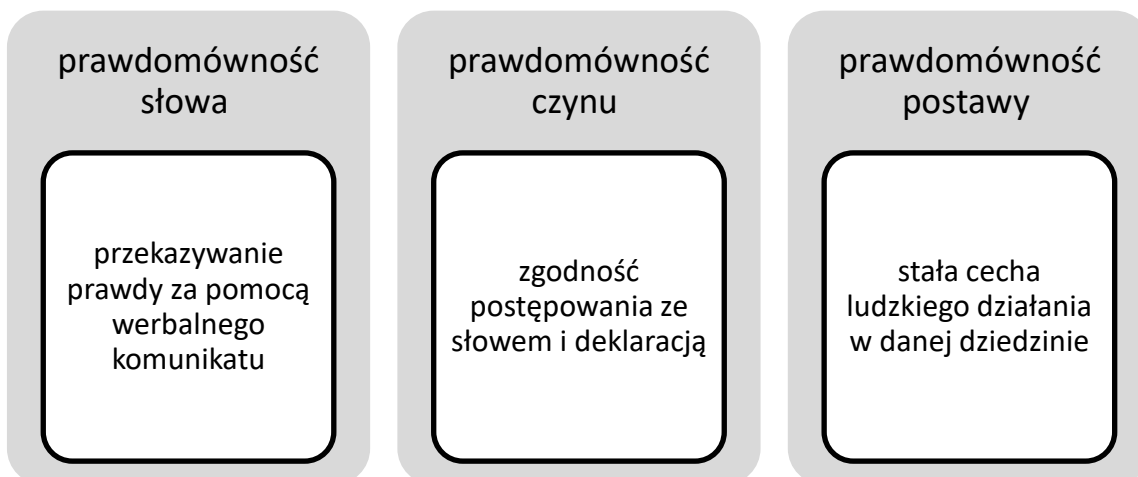 prawdomówność
słowa
przekazywanie
prawdy za pomocą
werbalnego
komunikatu
prawdomówność
czynu
zgodność
postępowania ze
słowem i deklaracją
prawdomówność
postawy
stała cecha
ludzkiego działania
w danej dziedzinie